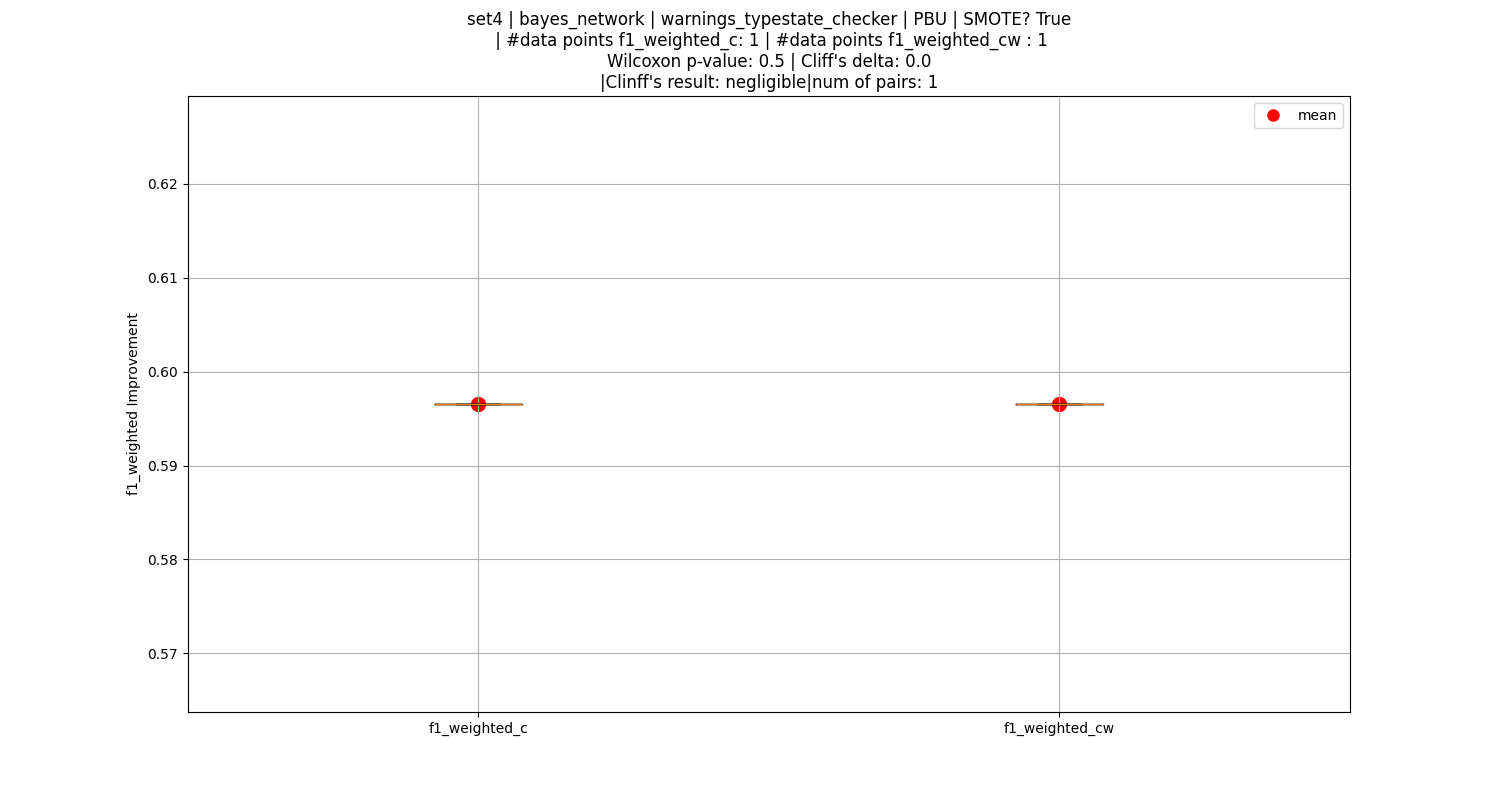 set4 | bayes_network | warnings_typestate_checker | PBU | SMOTE? True
| #data points f1_weighted_c: 1 | #data points f1_weighted_cw : 1
Wilcoxon p-value: 0.5 | Cliff's delta: 0.0
|Clinff's result: negligible|num of pairs: 1
mean
f1_weighted Improvement
0.62
0.61
0.60
0.59
0.58
0.57
f1_weighted_c
f1_weighted_cw